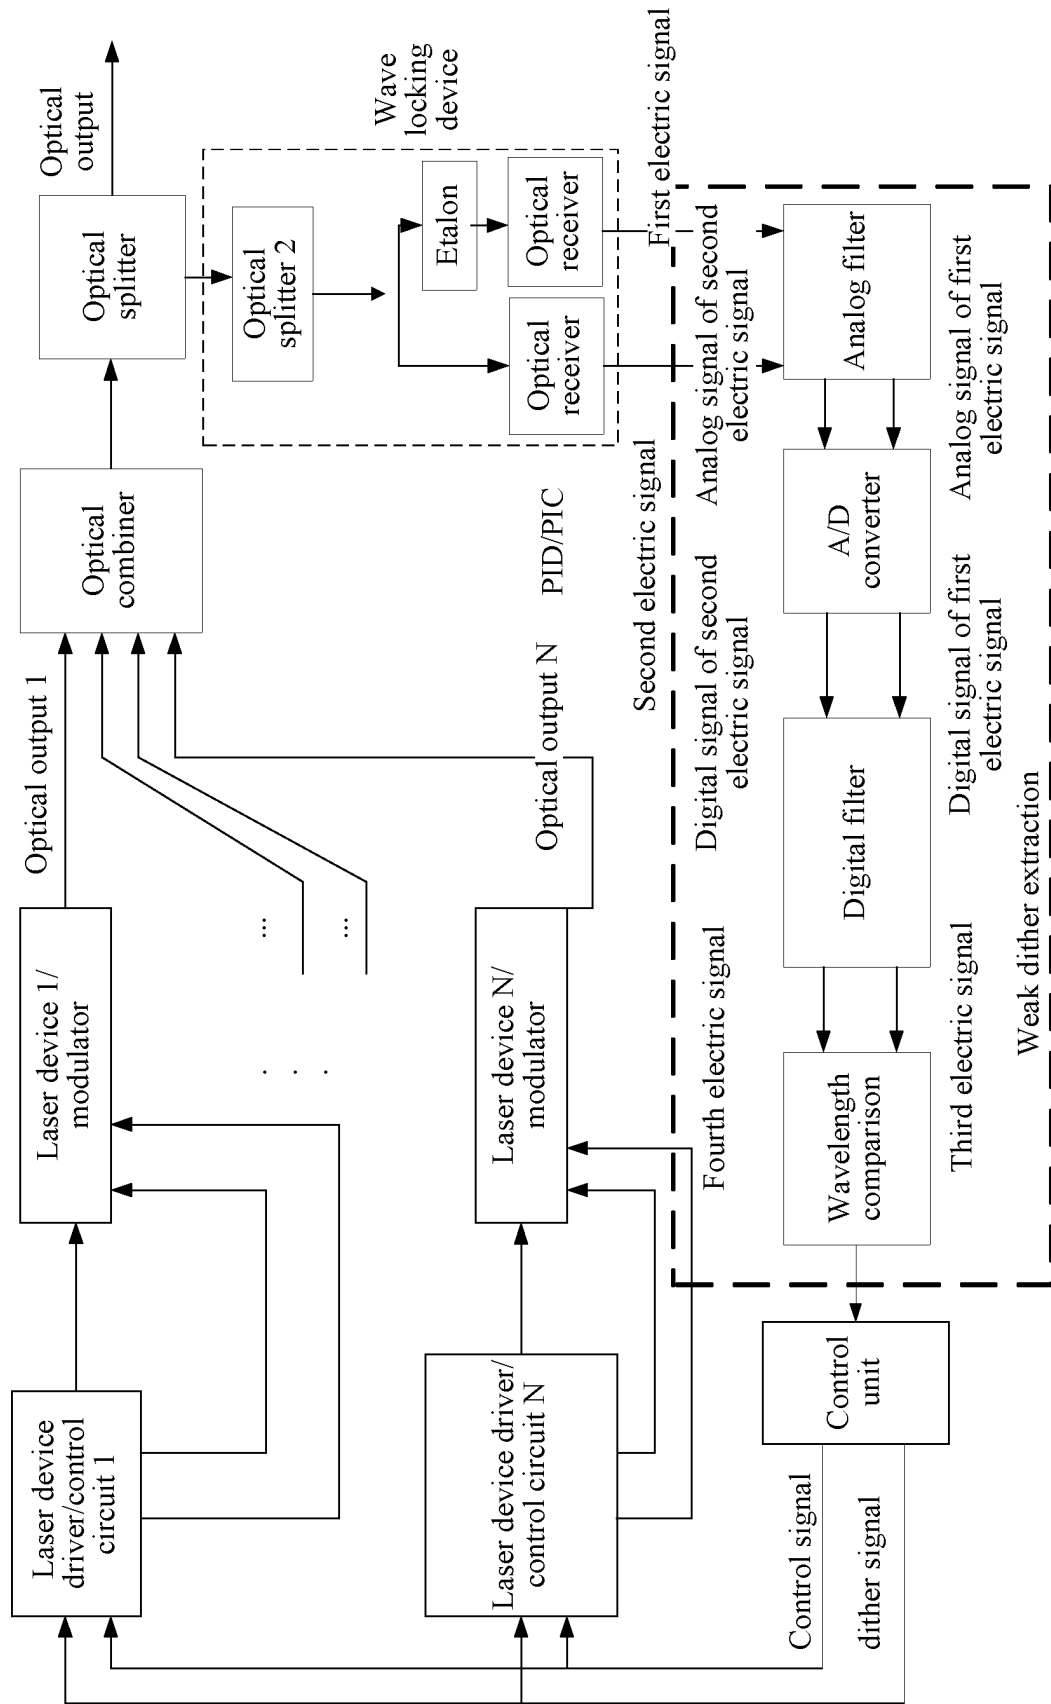 Laser device
driver/control
circuit 1
Laser device 1/
modulator
Optical output 1
Optical
combiner
Optical
splitter
Optical
output
Optical
splitter 2
Etalon
Optical
receiver
Optical
receiver
Wave
locking
device
...
...
. . .
Laser device driver/
control circuit N
Laser device N/
modulator
Optical output N
PID/PIC
Second electric signal
First electric signal
Fourth electric signal
Digital signal of second
electric signal
Analog signal of second
electric signal
Control
unit
Wavelength
comparison
Digital filter
A/D
converter
Analog filter
Control signal
dither signal
Third electric signal
Digital signal of first
electric signal
Analog signal of first
electric signal
Weak dither extraction